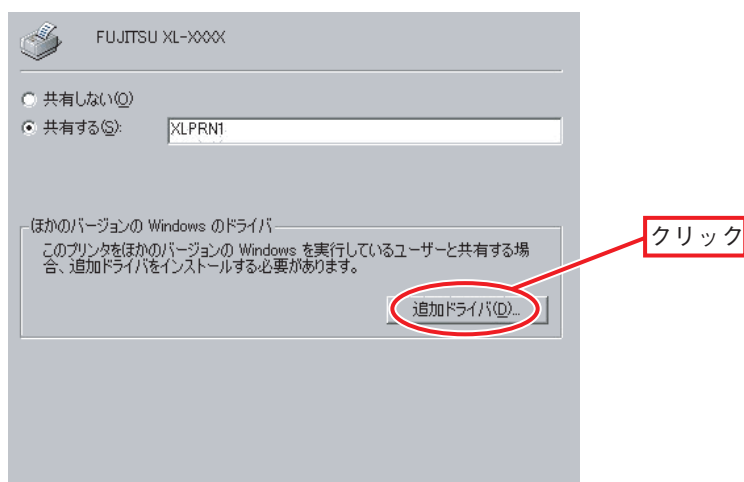 FUJITSU XL-XXXX
共有しない(O)
共有する(S):
XLPRN1
ほかのバージョンの Windows のドライバ
このプリンタをほかのバージョンの Windows を実行しているユーザーと共有する場
合、追加ドライバをインストールする必要があります。
追加ドライバ(D)...
クリック